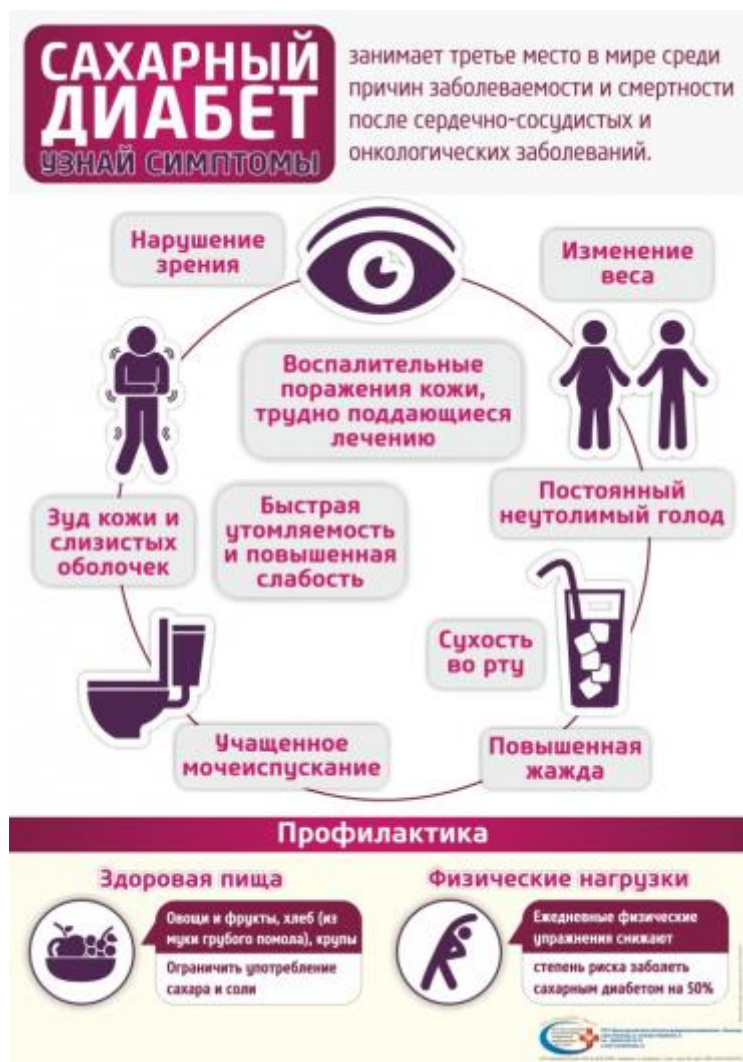 САХАРНЫЙ
ДИАБЕТ
УЗНАЙ СИМПТОМЫ
занимает третье место в мире среди
причин заболеваемости и смертности
после сердечно-сосудистых и
онкологических заболеваний.
Нарушение
зрения
Изменение
веса
Воспалительные
поражения кожи,
трудно поддающиеся
лечению
Зуд кожи и
слизистых
оболочек
Быстрая
утомляемость
и повышенная
слабость
Постоянный
неутолимый голод
Сухость
во рту
Учащенное
мочеиспускание
Повышенная
жажда
Профилактика
Здоровая пища
Овощи и фрукты, хлеб (из
муки грубого помола), крупы
Ограничить употребление
сахара и соли
Физические нагрузки
Ежедневные физические
упражнения снижают
степень риска заболеть
сахарным диабетом на 50%